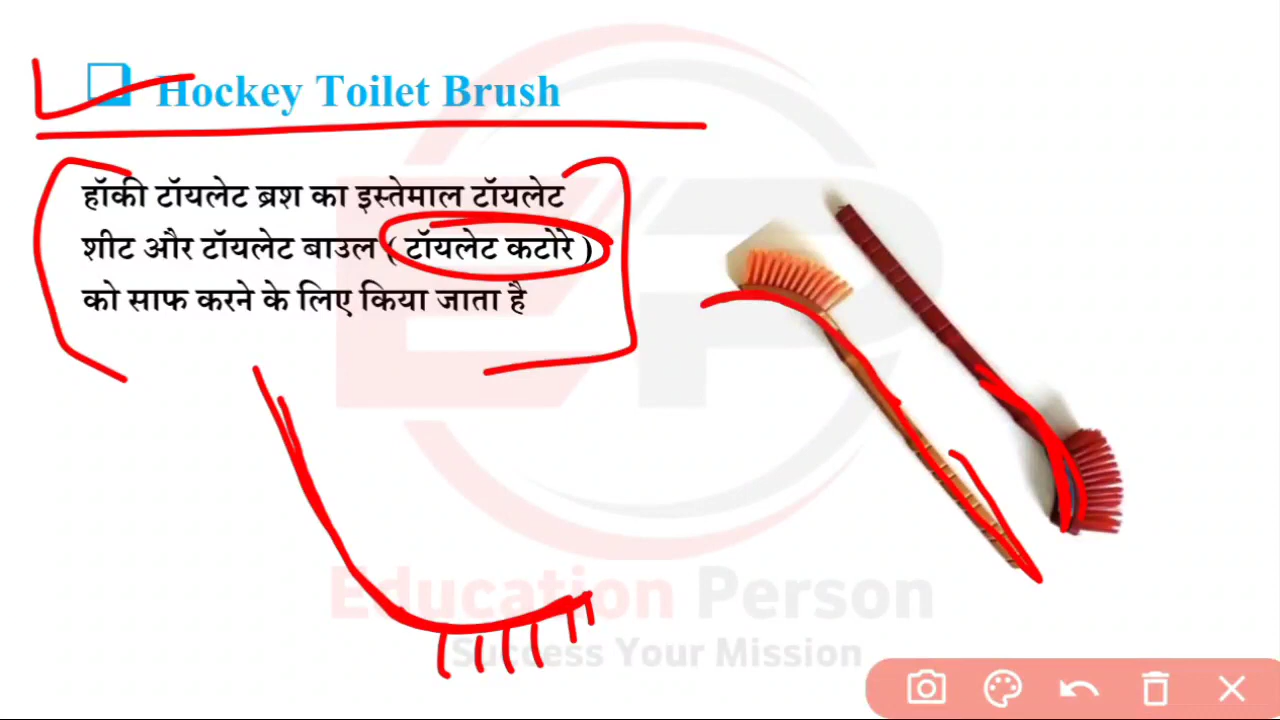 Hockey Toilet Brush
हॉकी टॉयलेट ब्रश का इस्तेमाल टॉयलेट
शीट और टॉयलेट बाउल ( टॉयलेट कटोरे )
को साफ करने के लिए किया जाता है
Education Person
Success Your Mission